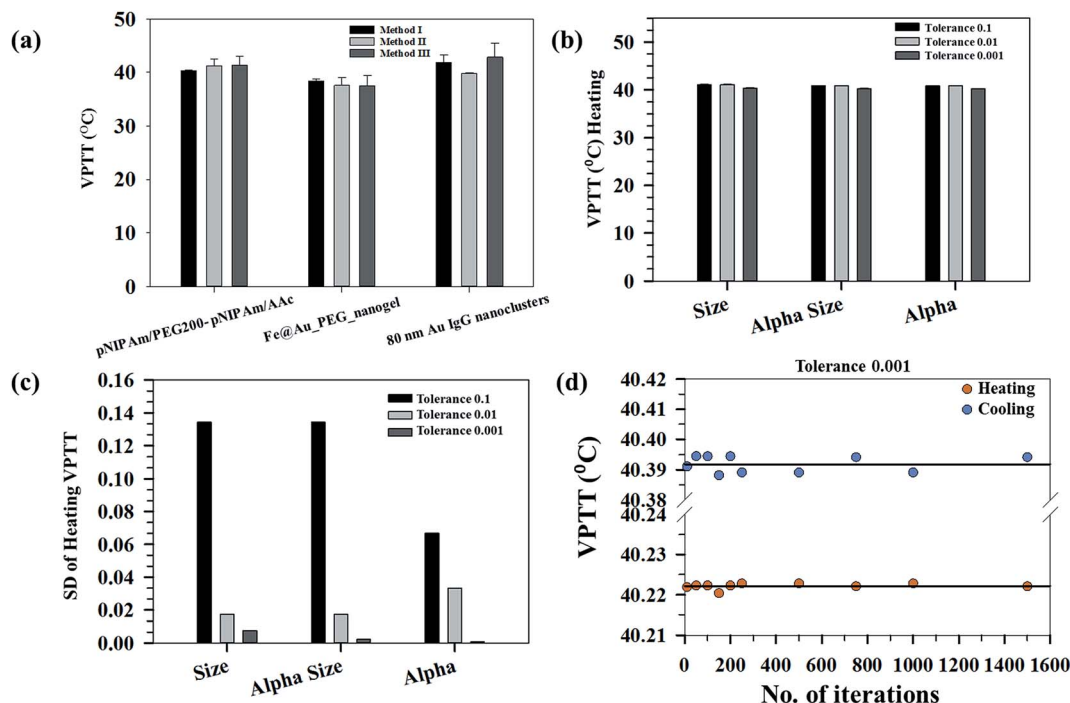 (a)
50
40
30
20
10
0
VPTT (OC)
Method I
Method II
Method III
pNIPAm/PEG200-pNIPAm/AAc
Fe@Au_PEG_nanogel
80 nm Au IgG nanoclusters
(b)
50
40
30
20
10
0
VPTT (⁰C) Heating
Tolerance 0.1
Tolerance 0.01
Tolerance 0.001
Size
Alpha Size
Alpha
(c)
0.16
0.14
0.12
0.10
0.08
0.06
0.04
0.02
0.00
SD of Heating VPTT
Tolerance 0.1
Tolerance 0.01
Tolerance 0.001
Size
Alpha Size
Alpha
(d)
Tolerance 0.001
40.42
40.41
40.40
40.39
40.38
40.24
40.23
40.22
40.21
VPTT (⁰C)
Heating
Cooling
0 200 400 600 800 1000 1200 1400 1600
No. of iterations